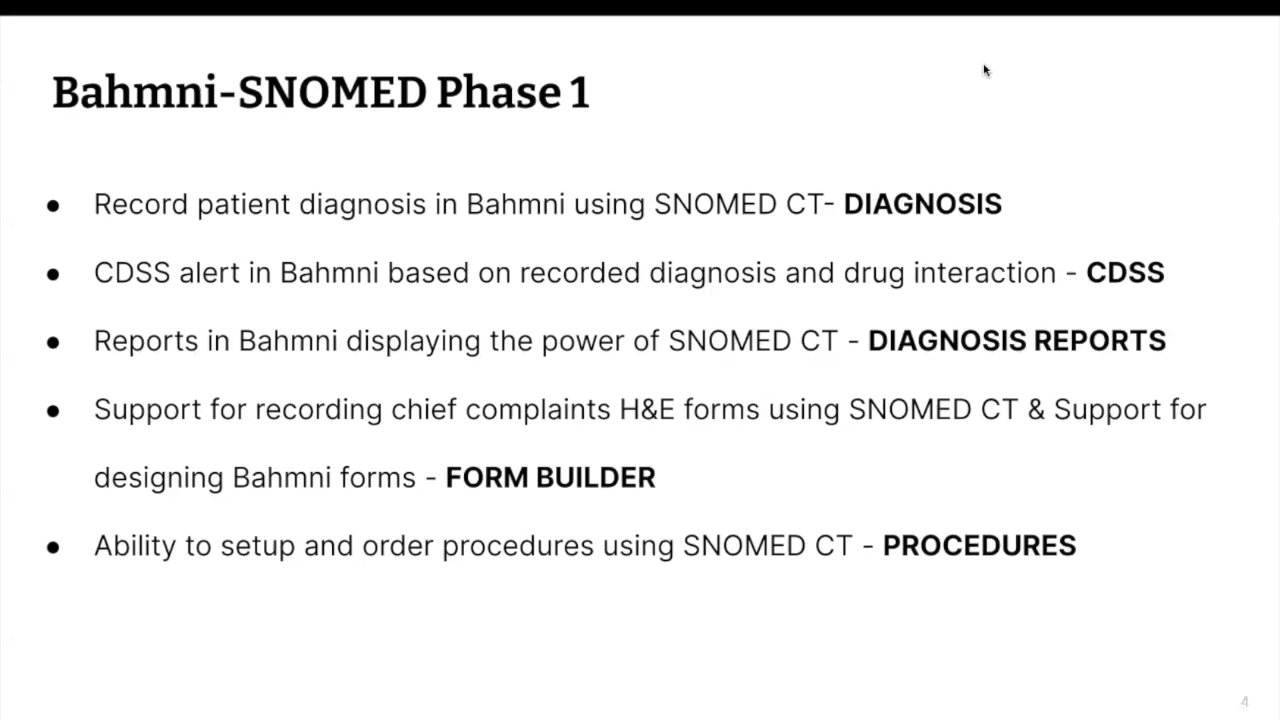 Bahmni-SNOMED Phase 1
● Record patient diagnosis in Bahmni using SNOMED CT- DIAGNOSIS
● CDSS alert in Bahmni based on recorded diagnosis and drug interaction - CDSS
● Reports in Bahmni displaying the power of SNOMED CT - DIAGNOSIS REPORTS
● Support for recording chief complaints H&E forms using SNOMED CT & Support for
designing Bahmni forms - FORM BUILDER
● Ability to setup and order procedures using SNOMED CT - PROCEDURES
4